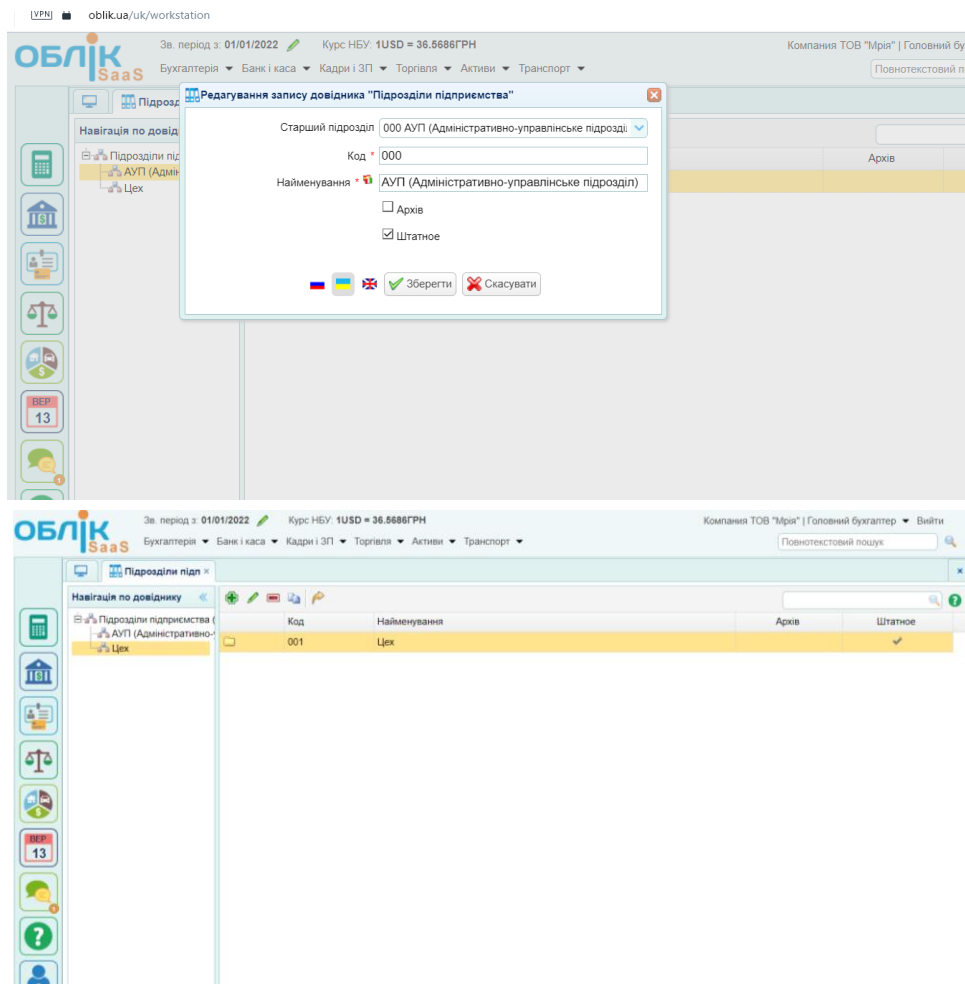 VPN oblik.ua/uk/workstation
ОБЛІК SaaS
Зв. період з: 01/01/2022 Курс НБУ: 1USD = 36.5686ГРН
Компания ТОВ "Мрія" | Головний бу
Бухгалтерія Банк і каса Кадри і ЗП Торгівля Активи Транспорт
Повнотекстовий п
Підрозд
Редагування запису довідника "Підрозділи підприємства"
Навігація по довід
Старший підрозділ 000 АУП (Адміністративно-управлінське підрозді
Підрозділи під
Код * 000
Архів
АУП (Адмін
Найменування * АУП (Адміністративно-управлінське підрозділ)
Цех
Архів
Штатное
Зберегти Скасувати
$
$
ВЕР
13
1
ОБЛІК SaaS
Зв. період з: 01/01/2022 Курс НБУ: 1USD = 36.5686ГРН
Компания ТОВ "Мрія" | Головний бухгалтер Вийти
Бухгалтерія Банк і каса Кадри і ЗП Торгівля Активи Транспорт
Повнотекстовий пошук
Підрозділи підп ×
Навігація по довіднику «
Підрозділи підприємства (
Код Найменування Архів Штатное
АУП (Адміністративно-
Цех
001 Цех
$
$
ВЕР
13
1
?
?